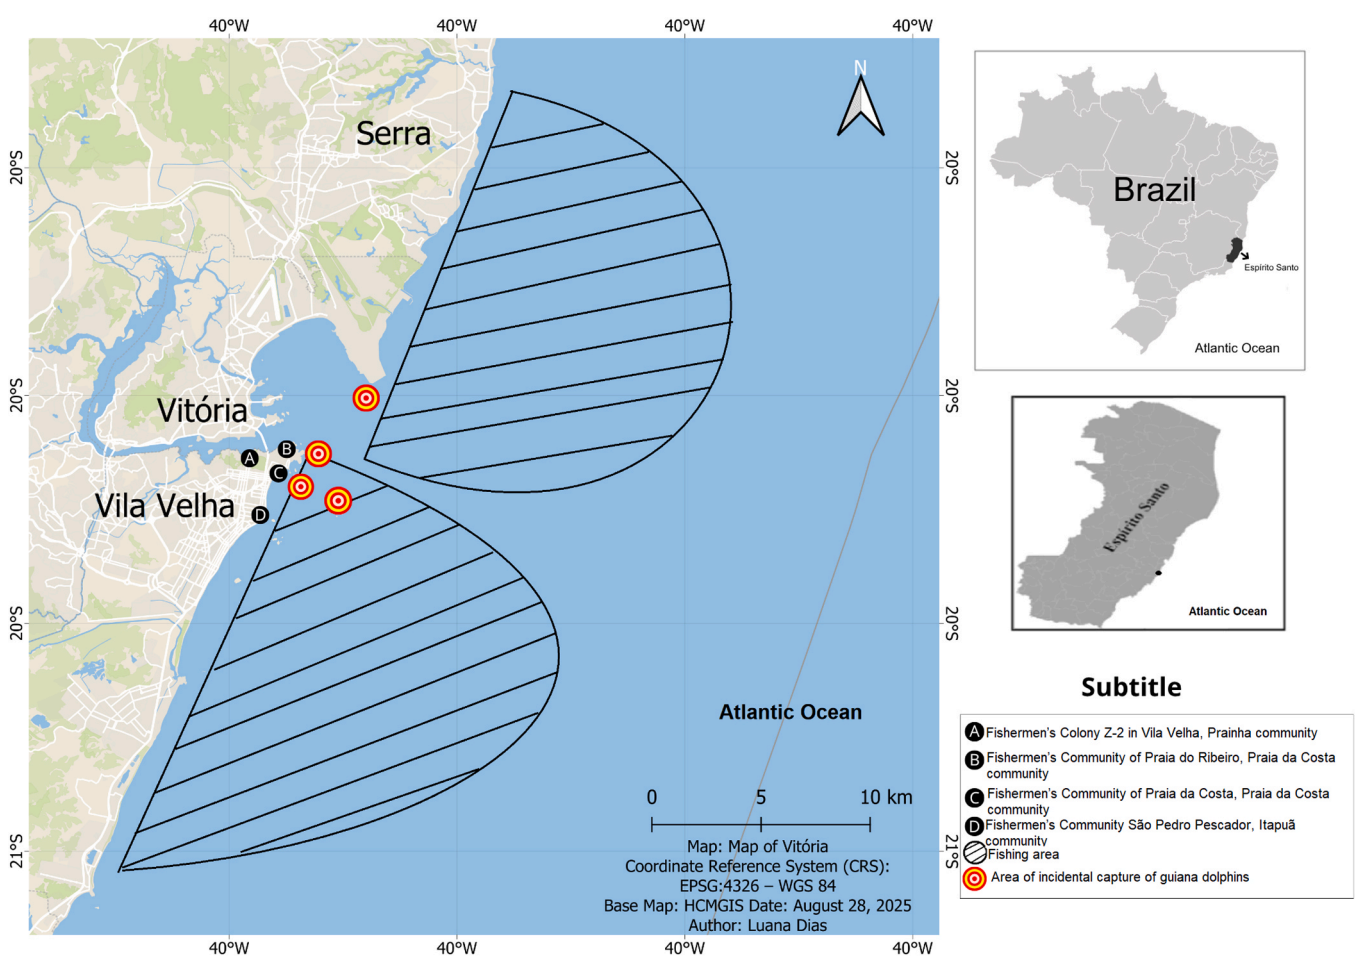 40°W 40°W 40°W 40°W
N
Serra
20°S
20°S
Brazil
Espírito Santo
Atlantic Ocean
20°S
20°S
Vitória
B
A
C
Vila Velha
D
Espírito Santo
Atlantic Ocean
20°S
20°S
Subtitle
Atlantic Ocean
A Fishermen's Colony Z-2 in Vila Velha, Prainha community
B Fishermen's Community of Praia do Ribeiro, Praia da Costa
community
C Fishermen's Community of Praia da Costa, Praia da Costa
community
D Fishermen's Community São Pedro Pescador, Itapuã
community
Fishing area
Area of incidental capture of guiana dolphins
0 5 10 km
21°S
21°S
Map: Map of Vitória
Coordinate Reference System (CRS):
EPSG:4326 – WGS 84
Base Map: HCMGIS Date: August 28, 2025
Author: Luana Dias
40°W 40°W 40°W 40°W